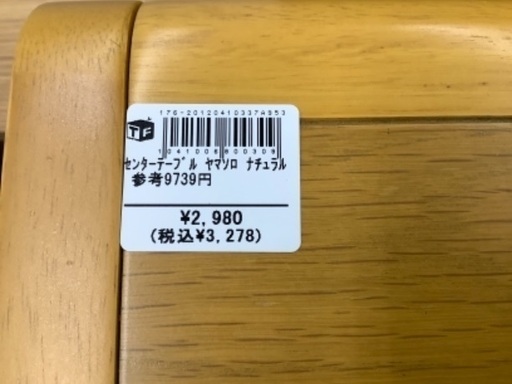 176-20120410337A953
TF
1041006800309
センターテーブル ヤマソロ ナチュラル
参考9739円
¥2,980
(税込¥3,278)